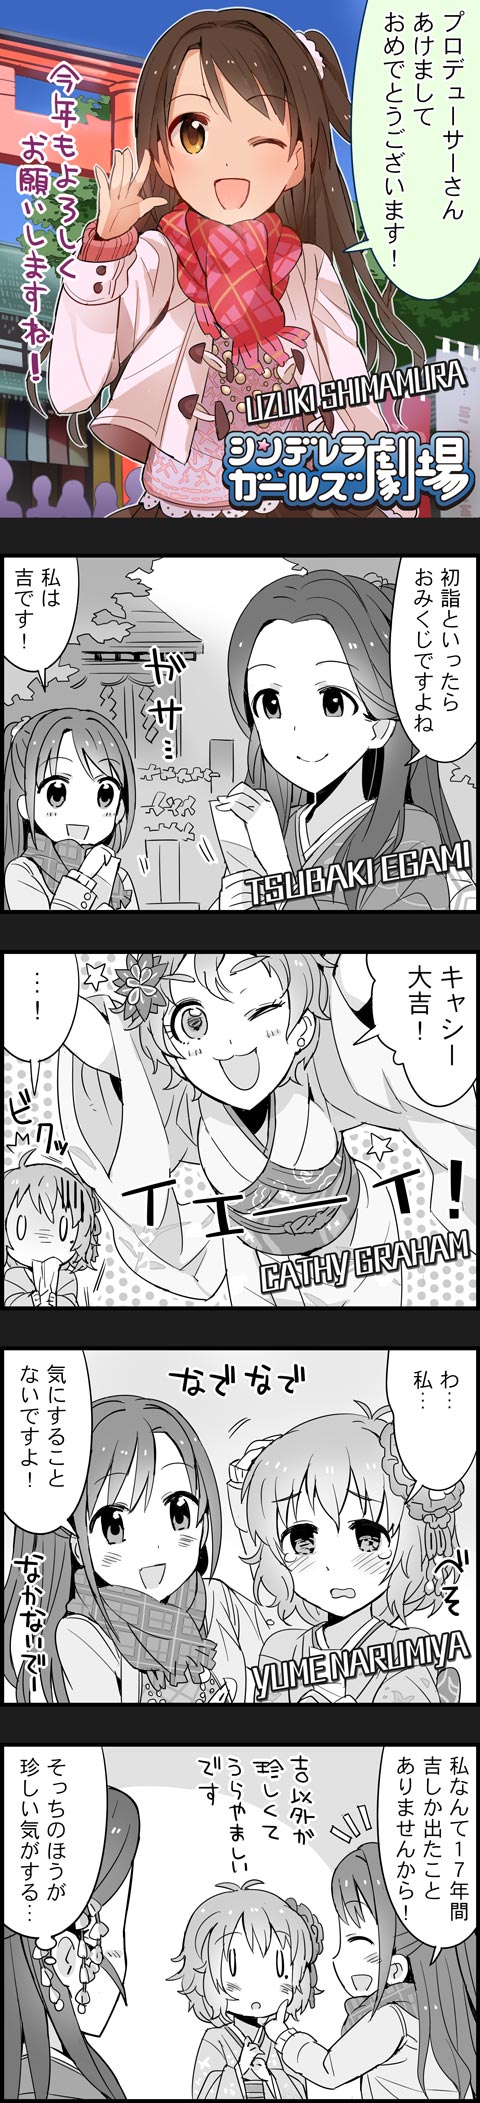 プロデューサーさん
あけまして
おめでとうございます！
今年もよろしく
お願いしますね！
UZUKI SHIMAMURA
シンデレラ
ガールズ劇場
初詣といったら
おみくじですよね
ガサ…
私は
吉です！
TSUBAKI EGAMI
キャシー
大吉！
…！
ビクッ
イエーイ！
CATHY GRAHAM
わ…
私…
なでなで
気にすること
ないですよ！
なかないでー
YUME NARUMIYA
私なんて17年間
吉しか出たこと
ありませんから！
吉以外が
珍しくて
うらやましい
です
そっちのほうが
珍しい気がする…